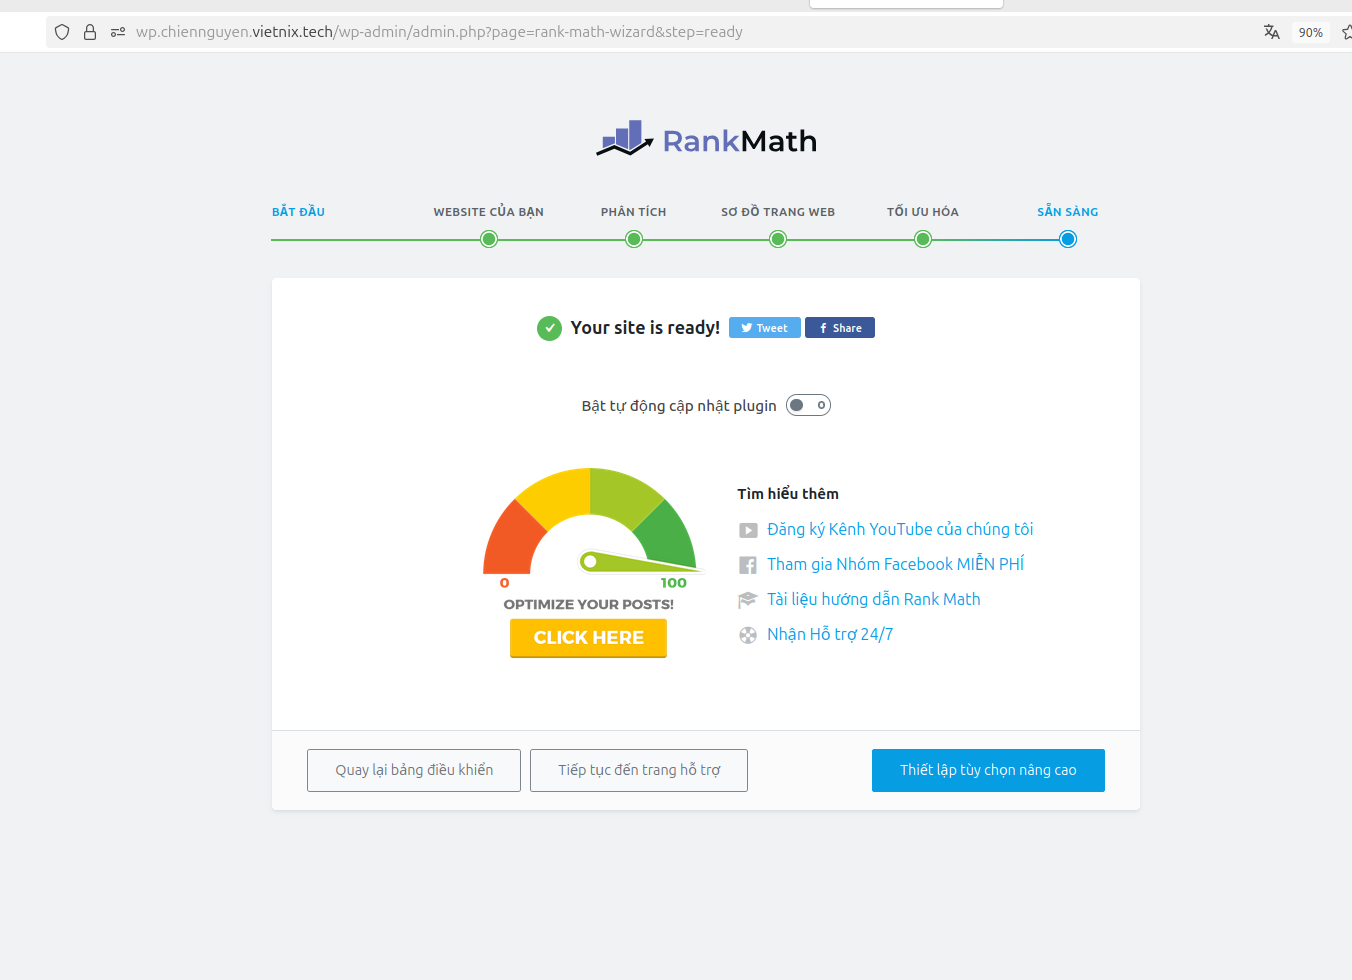 wp.chiennguyen.vietnix.tech/wp-admin/admin.php?page=rank-math-wizard&step=ready
90%
RankMath
BẮT ĐẦU
WEBSITE CỦA BẠN
PHÂN TÍCH
SƠ ĐỒ TRANG WEB
TỐI ƯU HÓA
SẴN SÀNG
Your site is ready!
Tweet
Share
Bật tự động cập nhật plugin
0
100
OPTIMIZE YOUR POSTS!
CLICK HERE
Tìm hiểu thêm
Đăng ký Kênh YouTube của chúng tôi
Tham gia Nhóm Facebook MIỄN PHÍ
Tài liệu hướng dẫn Rank Math
Nhận Hỗ trợ 24/7
Quay lại bảng điều khiển
Tiếp tục đến trang hỗ trợ
Thiết lập tùy chọn nâng cao